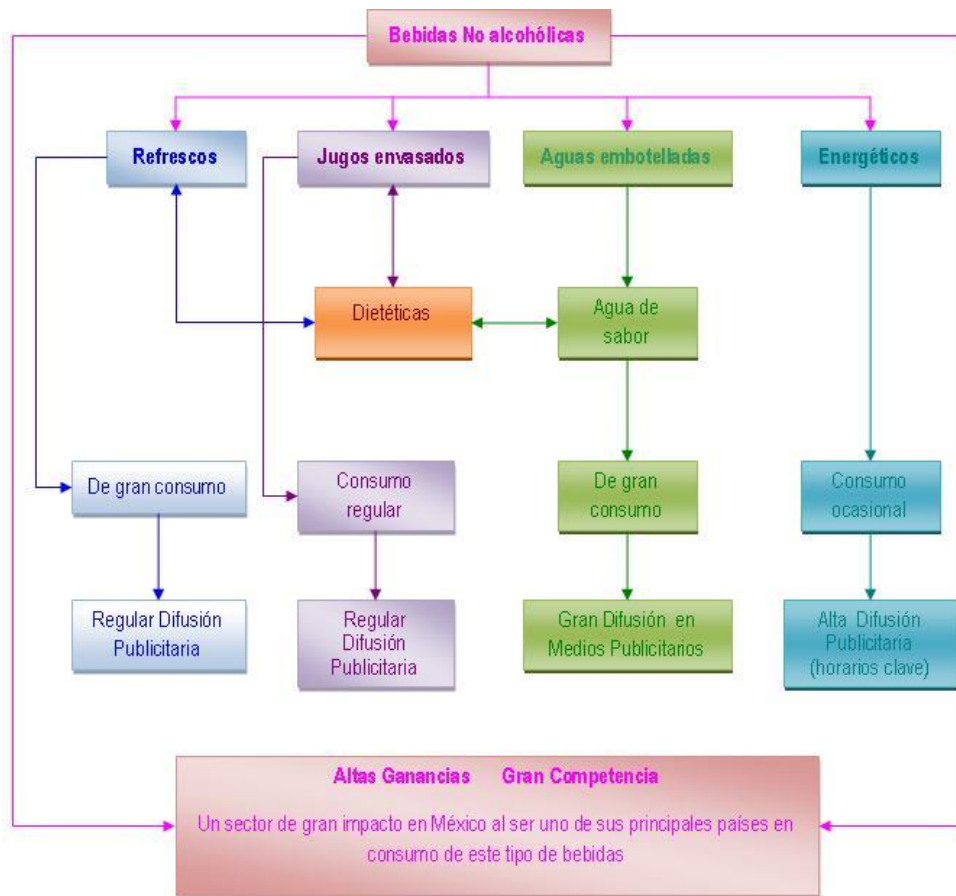 Bebidas No alcohólicas
Refrescos
Jugos envasados
Aguas embotelladas
Energéticos
Dietéticas
Agua de
sabor
De gran consumo
Consumo
regular
De gran
consumo
Consumo
ocasional
Regular Difusión
Publicitaria
Regular
Difusión
Publicitaria
Gran Difusión en
Medios Publicitarios
Alta Difusión
Publicitaria
(horarios clave)
Altas Ganancias Gran Competencia
Un sector de gran impacto en México al ser uno de sus principales países en
consumo de este tipo de bebidas